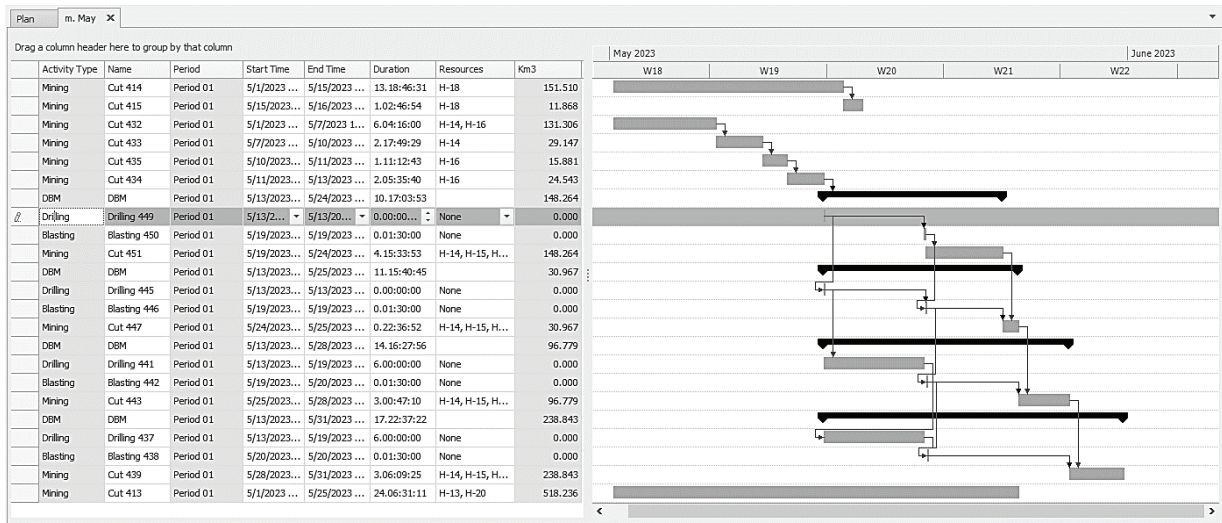 Plan m. May
Drag a column header here to group by that column
May 2023 June 2023
Activity Type Name Period Start Time End Time Duration Resources Km3 W18 W19 W20 W21 W22
Mining Cut 414 Period 01 5/1/2023 ... 5/15/2023 ... 13.18:46:31 H-18 151.510
Mining Cut 415 Period 01 5/15/2023... 5/16/2023 ... 1.02:46:54 H-18 11.868
Mining Cut 432 Period 01 5/1/2023 ... 5/7/2023 1... 6.04:16:00 H-14, H-16 131.306
Mining Cut 433 Period 01 5/7/2023 ... 5/10/2023 ... 2.17:49:29 H-14 29.147
Mining Cut 435 Period 01 5/10/2023... 5/11/2023 ... 1.11:12:43 H-16 15.881
Mining Cut 434 Period 01 5/11/2023... 5/13/2023 ... 2.05:35:40 H-16 24.543
DBM DBM Period 01 5/13/2023... 5/24/2023 ... 10.17:03:53 148.264
Drilling Drilling 449 Period 01 5/13/2... 5/13/20... 0.00:00... None 0.000
Blasting Blasting 450 Period 01 5/19/2023... 5/19/2023 ... 0.01:30:00 None 0.000
Mining Cut 451 Period 01 5/19/2023... 5/24/2023 ... 4.15:33:53 H-14, H-15, H... 148.264
DBM DBM Period 01 5/13/2023... 5/25/2023 ... 11.15:40:45 30.967
Drilling Drilling 445 Period 01 5/13/2023... 5/13/2023 ... 0.00:00:00 None 0.000
Blasting Blasting 446 Period 01 5/19/2023... 5/19/2023 ... 0.01:30:00 None 0.000
Mining Cut 447 Period 01 5/24/2023... 5/25/2023 ... 0.22:36:52 H-14, H-15, H... 30.967
DBM DBM Period 01 5/13/2023... 5/28/2023 ... 14.16:27:56 96.779
Drilling Drilling 441 Period 01 5/13/2023... 5/19/2023 ... 6.00:00:00 None 0.000
Blasting Blasting 442 Period 01 5/19/2023... 5/20/2023 ... 0.01:30:00 None 0.000
Mining Cut 443 Period 01 5/25/2023... 5/28/2023 ... 3.00:47:10 H-14, H-15, H... 96.779
DBM DBM Period 01 5/13/2023... 5/31/2023 ... 17.22:37:22 238.843
Drilling Drilling 437 Period 01 5/13/2023... 5/19/2023 ... 6.00:00:00 None 0.000
Blasting Blasting 438 Period 01 5/20/2023... 5/20/2023 ... 0.01:30:00 None 0.000
Mining Cut 439 Period 01 5/28/2023... 5/31/2023 ... 3.06:09:25 H-14, H-15, H... 238.843
Mining Cut 413 Period 01 5/1/2023 ... 5/25/2023 ... 24.06:31:11 H-13, H-20 518.236